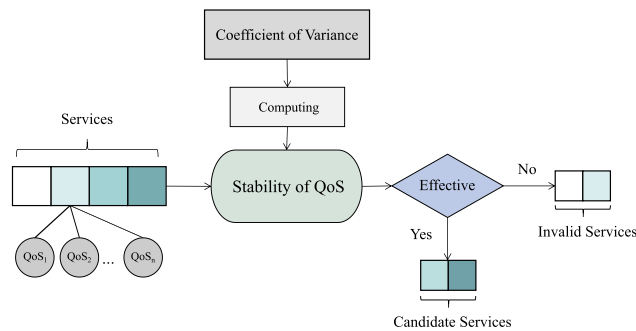 Coefficient of Variance
Computing
Services
Stability of QoS
Effective
No
Yes
QoS1
QoS2
...
QoSn
Invalid Services
Candidate Services